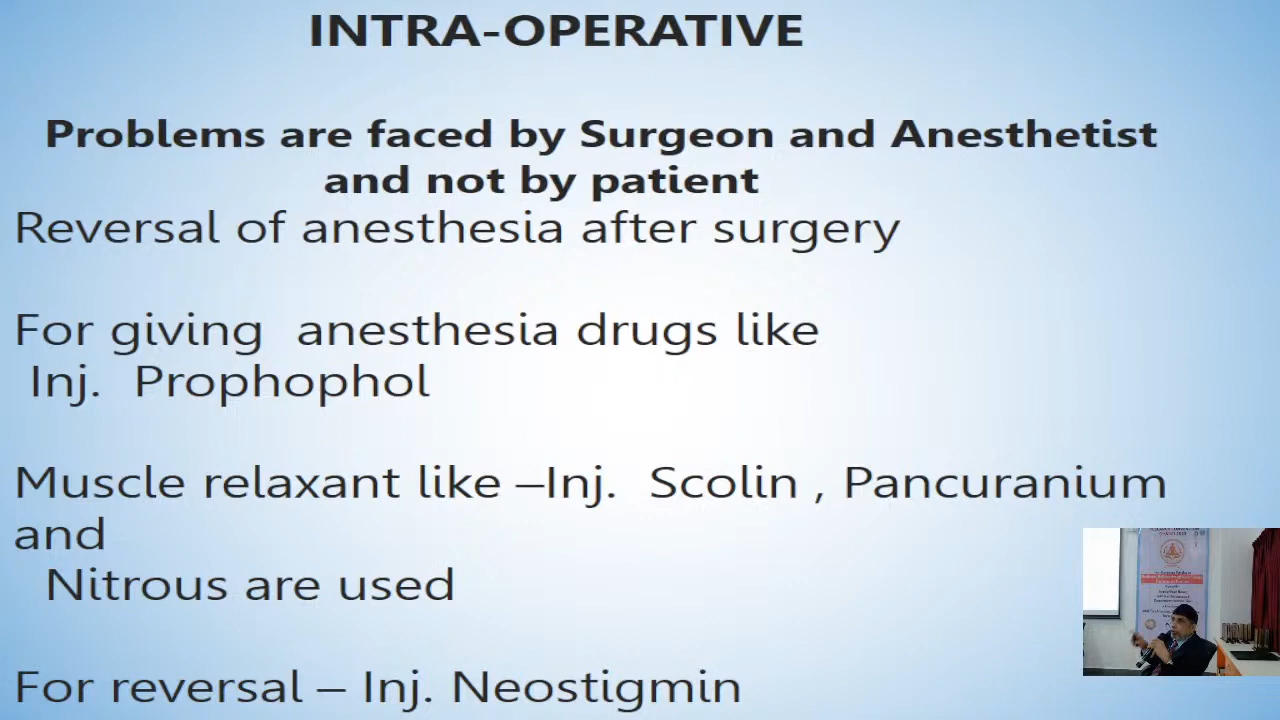 INTRA-OPERATIVE
Problems are faced by Surgeon and Anesthetist
and not by patient
Reversal of anesthesia after surgery
For giving anesthesia drugs like
Inj. Prophophol
Muscle relaxant like –Inj. Scolin , Pancuranium
and
Nitrous are used
For reversal – Inj. Neostigmin